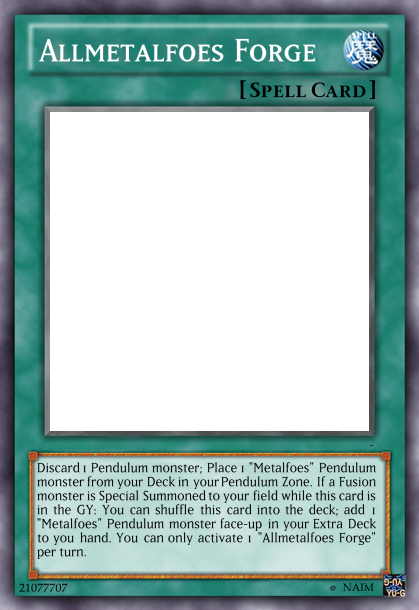 Allmetalfoes Forge
魔
[Spell Card]
-
Discard 1 Pendulum monster; Place 1 "Metalfoes" Pendulum
monster from your Deck in your Pendulum Zone. If a Fusion
monster is Special Summoned to your field while this card is
in the GY: You can shuffle this card into the deck; add 1
"Metalfoes" Pendulum monster face-up in your Extra Deck
to you hand. You can only activate 1 "Allmetalfoes Forge"
per turn.
21077707
® NAIM
YU-G